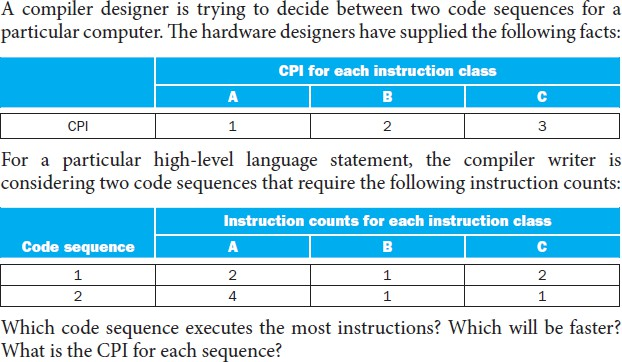 A compiler designer is trying to decide between two code sequences for a
particular computer. The hardware designers have supplied the following facts:
CPI for each instruction class
A B C
CPI 1 2 3
For a particular high-level language statement, the compiler writer is
considering two code sequences that require the following instruction counts:
Instruction counts for each instruction class
Code sequence A B C
1 2 1 2
2 4 1 1
Which code sequence executes the most instructions? Which will be faster?
What is the CPI for each sequence?